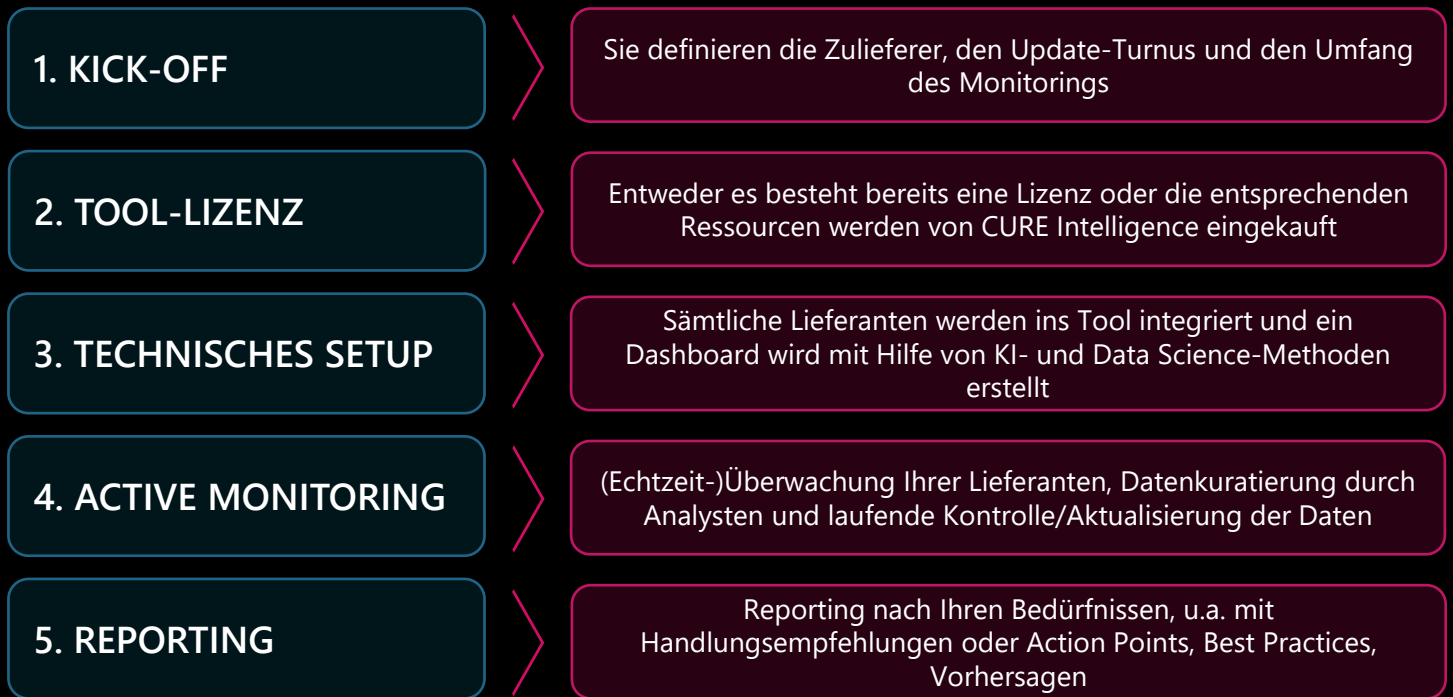 1. KICK-OFF
Sie definieren die Zulieferer, den Update-Turnus und den Umfang
des Monitorings
2. TOOL-LIZENZ
Entweder es besteht bereits eine Lizenz oder die entsprechenden
Ressourcen werden von CURE Intelligence eingekauft
3. TECHNISCHES SETUP
Sämtliche Lieferanten werden ins Tool integriert und ein
Dashboard wird mit Hilfe von KI- und Data Science-Methoden
erstellt
4. ACTIVE MONITORING
(Echtzeit-)Überwachung Ihrer Lieferanten, Datenkuratierung durch
Analysten und laufende Kontrolle/Aktualisierung der Daten
5. REPORTING
Reporting nach Ihren Bedürfnissen, u.a. mit
Handlungsempfehlungen oder Action Points, Best Practices,
Vorhersagen